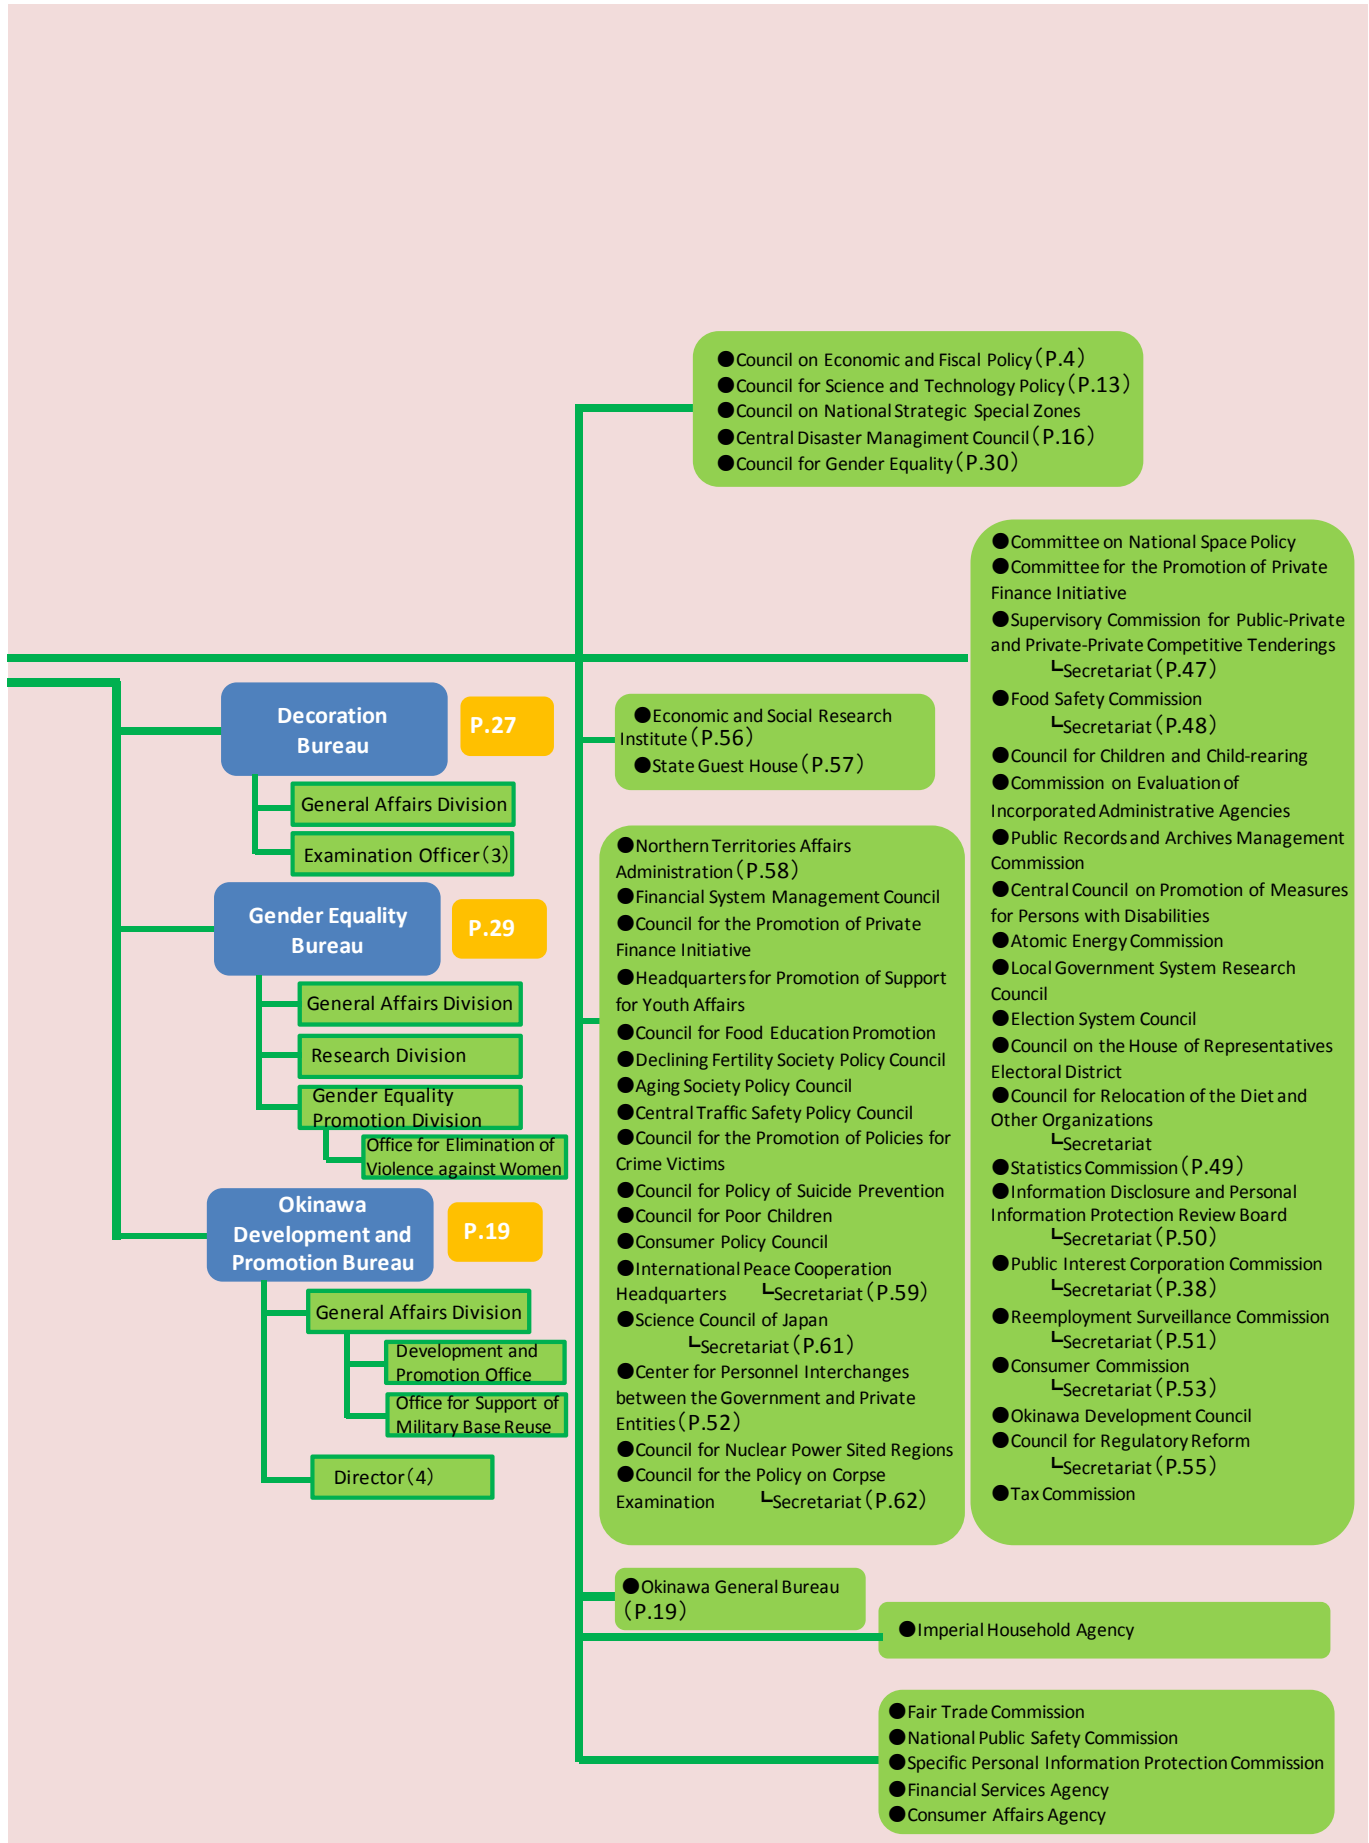 ●Council on Economic and Fiscal Policy(P.4)
●Council for Science and Technology Policy(P.13)
●Council on National Strategic Special Zones
●Central Disaster Managiment Council(P.16)
●Council for Gender Equality(P.30)
Decoration
Bureau
P.27
General Affairs Division
Examination Officer(3)
Gender Equality
Bureau
P.29
General Affairs Division
Research Division
Gender Equality
Promotion Division
Office for Elimination of
Violence against Women
Okinawa
Development and
Promotion Bureau
P.19
General Affairs Division
Development and
Promotion Office
Office for Support of
Military Base Reuse
Director(4)
●Economic and Social Research
Institute(P.56)
●State Guest House(P.57)
●Northern Territories Affairs
Administration(P.58)
●Financial System Management Council
●Council for the Promotion of Private
Finance Initiative
●Headquarters for Promotion of Support
for Youth Affairs
●Council for Food Education Promotion
●Declining Fertility Society Policy Council
●Aging Society Policy Council
●Central Traffic Safety Policy Council
●Council for the Promotion of Policies for
Crime Victims
●Council for Policy of Suicide Prevention
●Council for Poor Children
●Consumer Policy Council
●International Peace Cooperation
Headquarters ┗Secretariat(P.59)
●Science Council of Japan
┗Secretariat(P.61)
●Center for Personnel Interchanges
between the Government and Private
Entities(P.52)
●Council for Nuclear Power Sited Regions
●Council for the Policy on Corpse
Examination ┗Secretariat(P.62)
●Committee on National Space Policy
●Committee for the Promotion of Private
Finance Initiative
●Supervisory Commission for Public-Private
and Private-Private Competitive Tenderings
┗Secretariat(P.47)
●Food Safety Commission
┗Secretariat(P.48)
●Council for Children and Child-rearing
●Commission on Evaluation of
Incorporated Administrative Agencies
●Public Records and Archives Management
Commission
●Central Council on Promotion of Measures
for Persons with Disabilities
●Atomic Energy Commission
●Local Government System Research
Council
●Election System Council
●Council on the House of Representatives
Electoral District
●Council for Relocation of the Diet and
Other Organizations
┗Secretariat
●Statistics Commission(P.49)
●Information Disclosure and Personal
Information Protection Review Board
┗Secretariat(P.50)
●Public Interest Corporation Commission
┗Secretariat(P.38)
●Reemployment Surveillance Commission
┗Secretariat(P.51)
●Consumer Commission
┗Secretariat(P.53)
●Okinawa Development Council
●Council for Regulatory Reform
┗Secretariat(P.55)
●Tax Commission
●Okinawa General Bureau
(P.19)
●Imperial Household Agency
●Fair Trade Commission
●National Public Safety Commission
●Specific Personal Information Protection Commission
●Financial Services Agency
●Consumer Affairs Agency